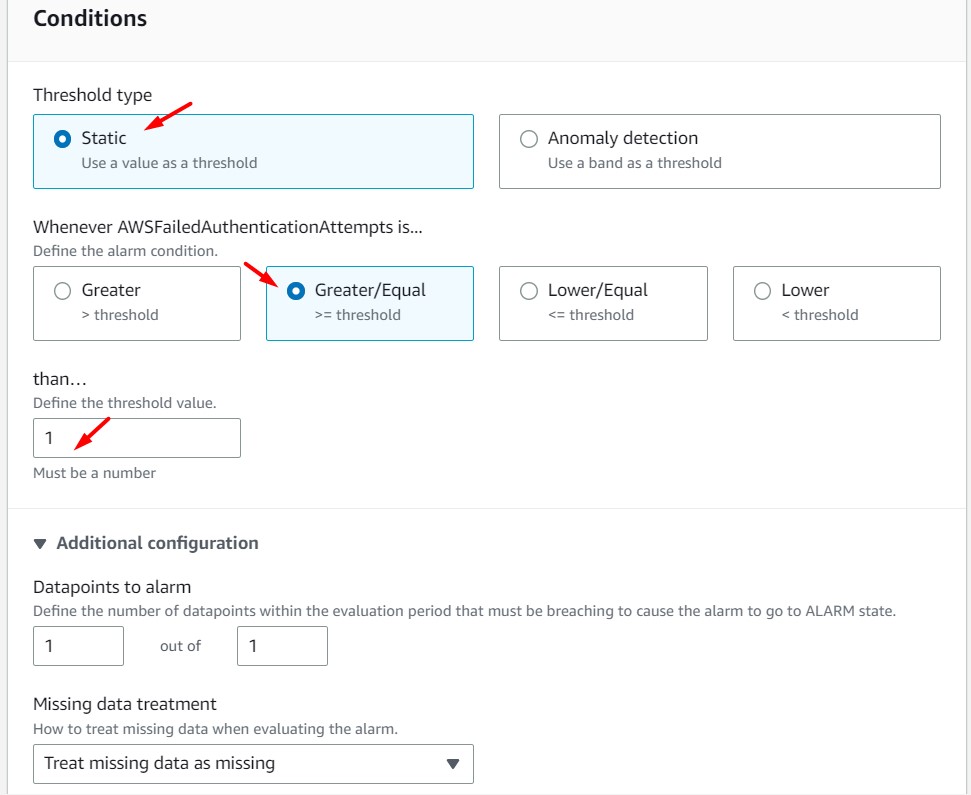 Conditions
Threshold type
Static
Use a value as a threshold
Anomaly detection
Use a band as a threshold
Whenever AWSFailedAuthenticationAttempts is...
Define the alarm condition.
Greater
> threshold
Greater/Equal
>= threshold
Lower/Equal
<= threshold
Lower
< threshold
than...
Define the threshold value.
1
Must be a number
Additional configuration
Datapoints to alarm
Define the number of datapoints within the evaluation period that must be breaching to cause the alarm to go to ALARM state.
1 out of 1
Missing data treatment
How to treat missing data when evaluating the alarm.
Treat missing data as missing